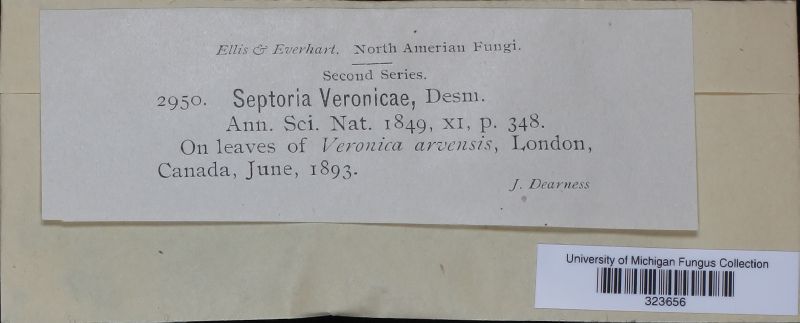 Ellis & Everhart. North Amerian Fungi.
Second Series.
2950. Septoria Veronicae, Desm.
Ann. Sci. Nat. 1849, XI, p. 348.
On leaves of Veronica arvensis, London,
Canada, June, 1893.
J. Dearness
University of Michigan Fungus Collection
323656